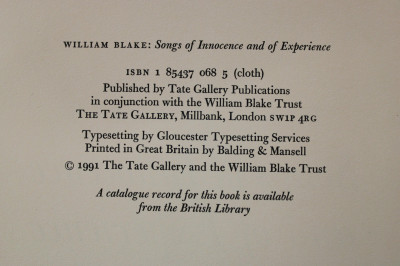 WILLIAM BLAKE: Songs of Innocence and of Experience
ISBN 1 85437 068 5 (cloth)
Published by Tate Gallery Publications
in conjunction with the William Blake Trust
THE TATE GALLERY, Millbank, London SW1P 4RG
Typesetting by Gloucester Typesetting Services
Printed in Great Britain by Balding & Mansell
© 1991 The Tate Gallery and the William Blake Trust
A catalogue record for this book is available
from the British Library